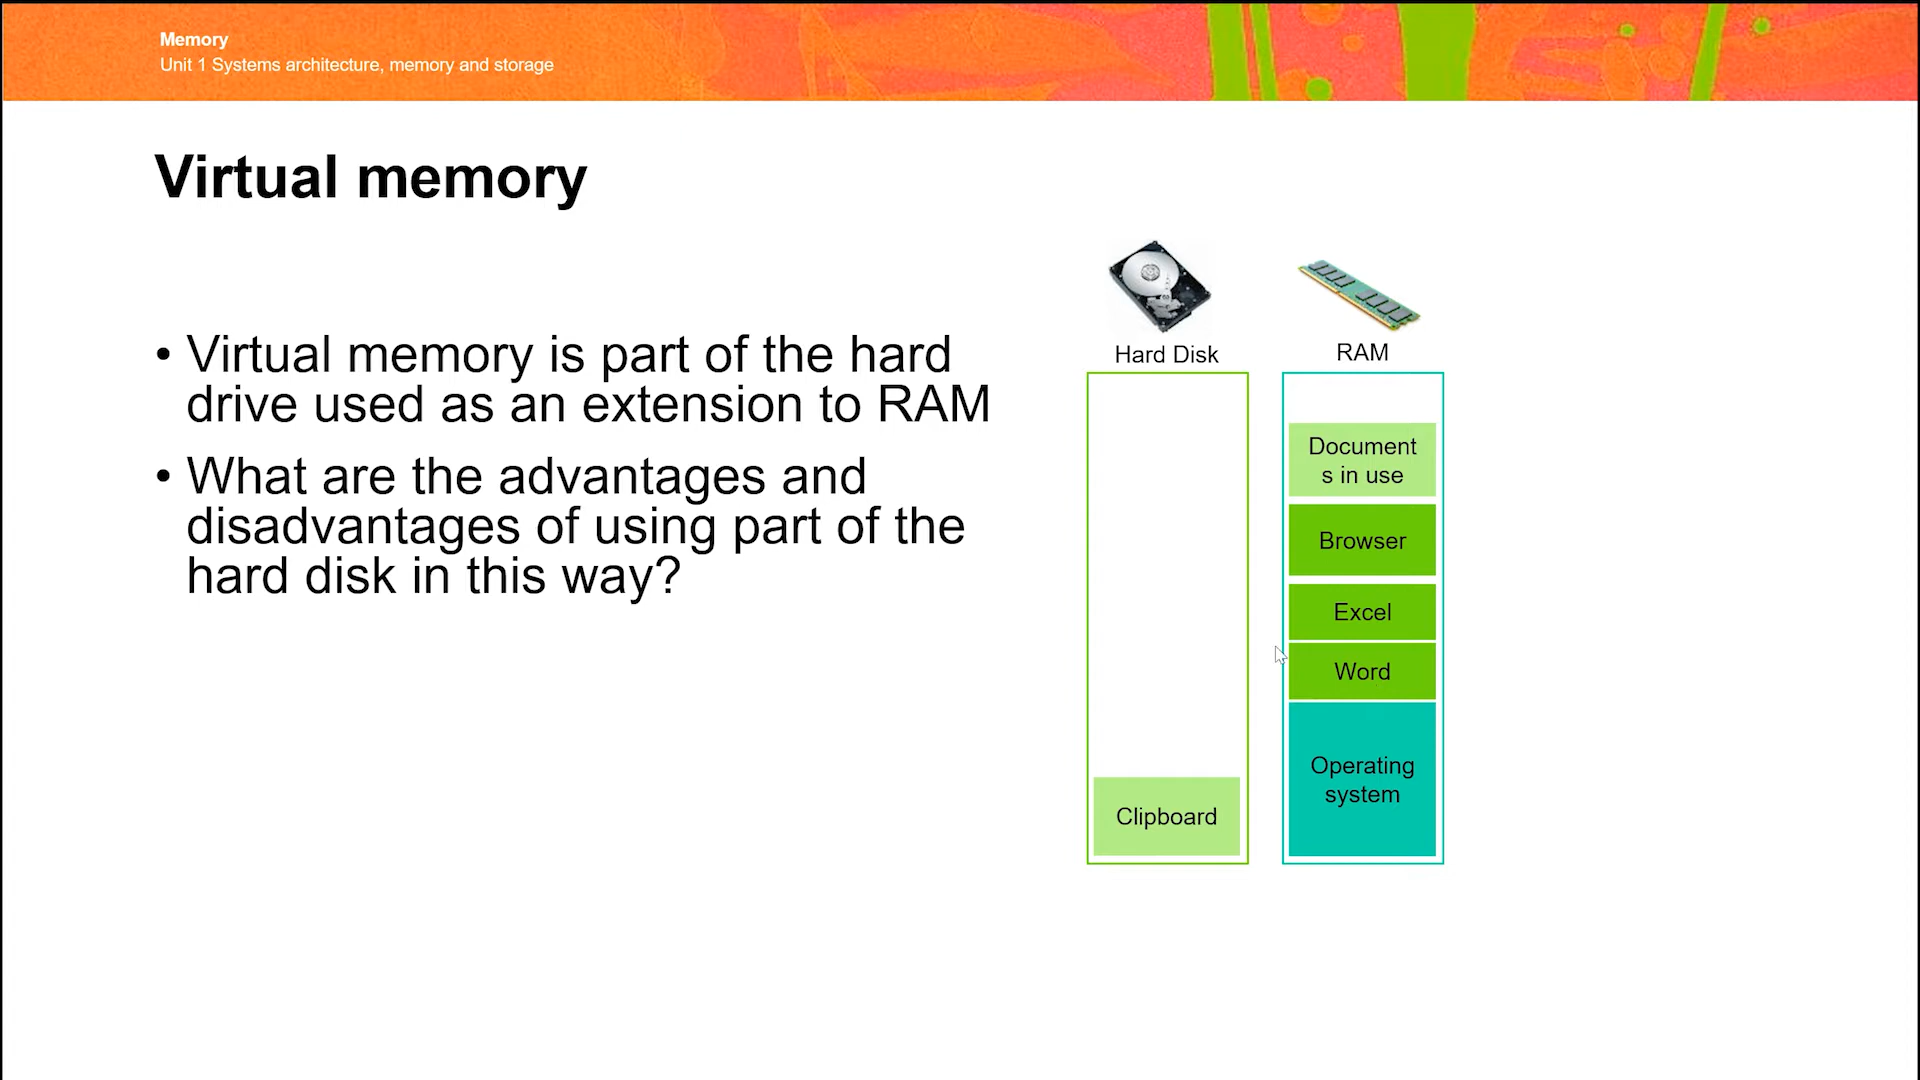 Memory
Unit 1 Systems architecture, memory and storage
Virtual memory
• Virtual memory is part of the hard
drive used as an extension to RAM
• What are the advantages and
disadvantages of using part of the
hard disk in this way?
Hard Disk
Clipboard
RAM
Document
s in use
Browser
Excel
Word
Operating
system